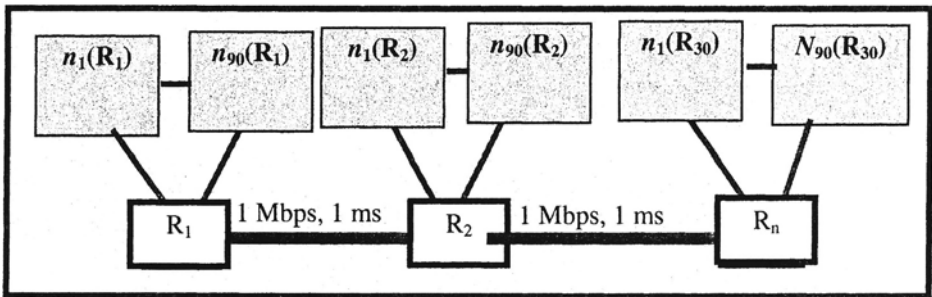 n₁(R₁) n₉₀(R₁) n₁(R₂) n₉₀(R₂) n₁(R₃₀) N₉₀(R₃₀)
1 Mbps, 1 ms 1 Mbps, 1 ms
R₁ R₂ Rₙ